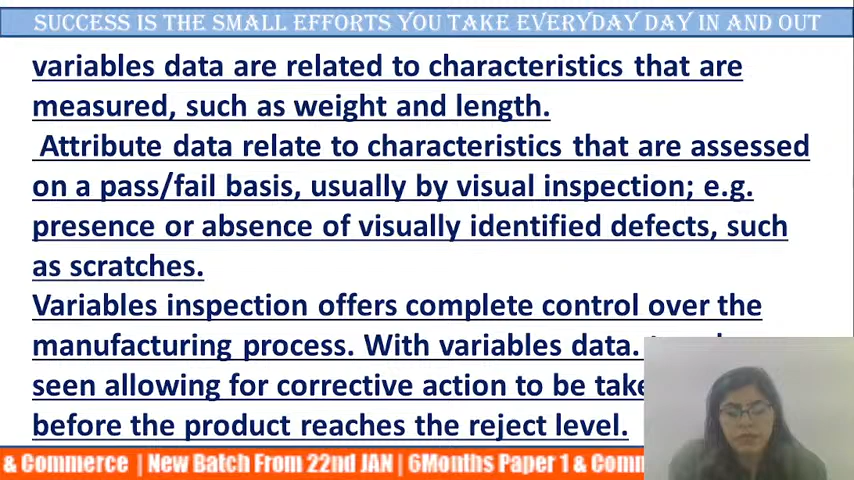 SUCCESS IS THE SMALL EFFORTS YOU TAKE EVERYDAY DAY IN AND OUT
variables data are related to characteristics that are
measured, such as weight and length.
Attribute data relate to characteristics that are assessed
on a pass/fail basis, usually by visual inspection; e.g.
presence or absence of visually identified defects, such
as scratches.
Variables inspection offers complete control over the
manufacturing process. With variables data.
seen allowing for corrective action to be take
before the product reaches the reject level.
& Commerce | New Batch From 22nd JAN | 6Months Paper 1 & Comm